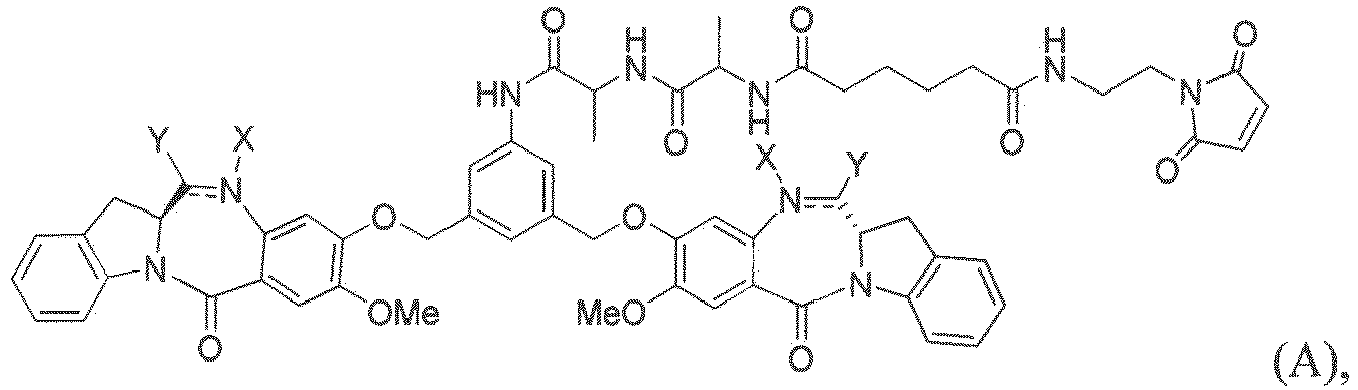 O H O H O
N N N
HN N
O H O O
Y X X Y
N N
O O
N N
OMe MeO
O O
(A),